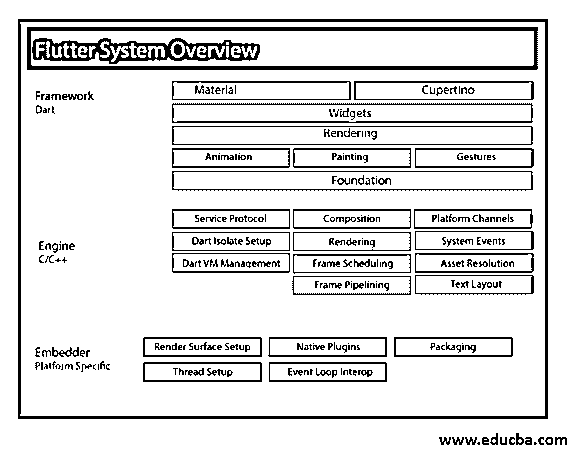 Flutter System Overview
Framework
Dart
Material Cupertino
Widgets
Rendering
Animation Painting Gestures
Foundation
Engine
C/C++
Service Protocol Composition Platform Channels
Dart Isolate Setup Rendering System Events
Dart VM Management Frame Scheduling Asset Resolution
Frame Pipelining Text Layout
Embedder
Platform Specific
Render Surface Setup Native Plugins Packaging
Thread Setup Event Loop Interop
www.educba.com